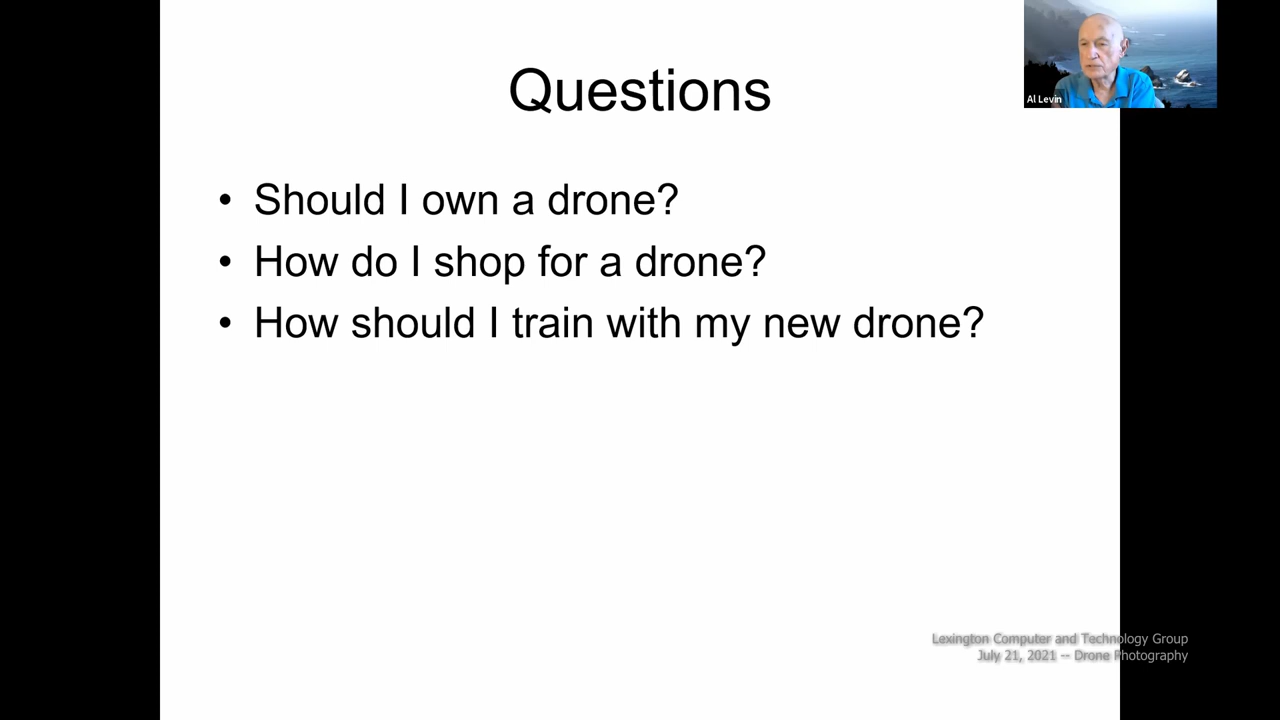 Questions
Al Levin
• Should I own a drone?
• How do I shop for a drone?
• How should I train with my new drone?
Lexington Computer and Technology Group
July 21, 2021 -- Drone Photography